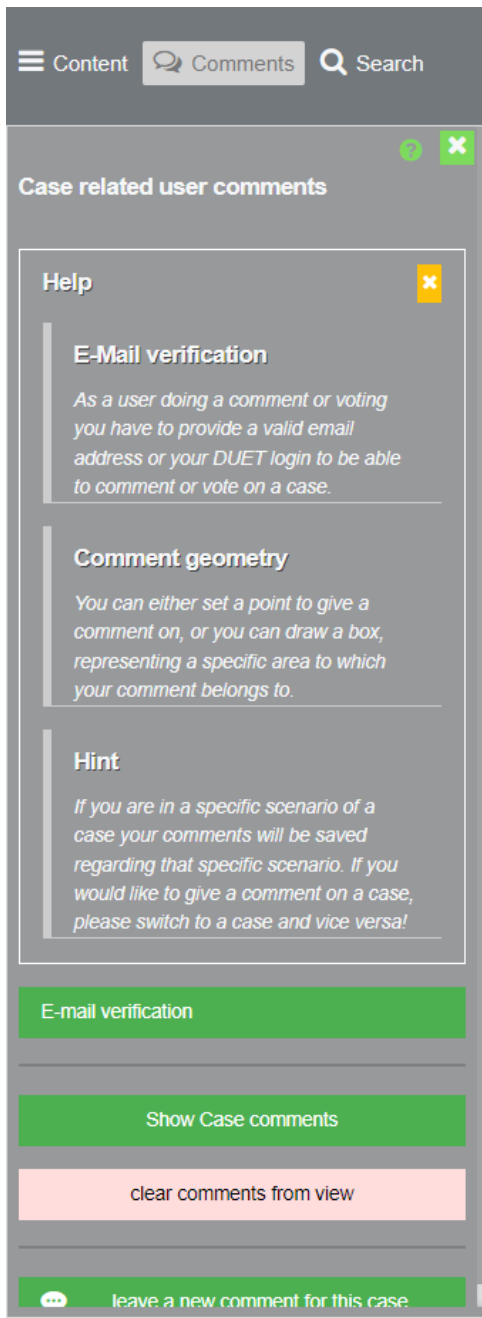 Content Comments Search
Case related user comments
Help
E-Mail verification
As a user doing a comment or voting
you have to provide a valid email
address or your DUET login to be able
to comment or vote on a case.
Comment geometry
You can either set a point to give a
comment on, or you can draw a box,
representing a specific area to which
your comment belongs to.
Hint
If you are in a specific scenario of a
case your comments will be saved
regarding that specific scenario. If you
would like to give a comment on a case,
please switch to a case and vice versa!
E-mail verification
Show Case comments
clear comments from view
leave a new comment for this case